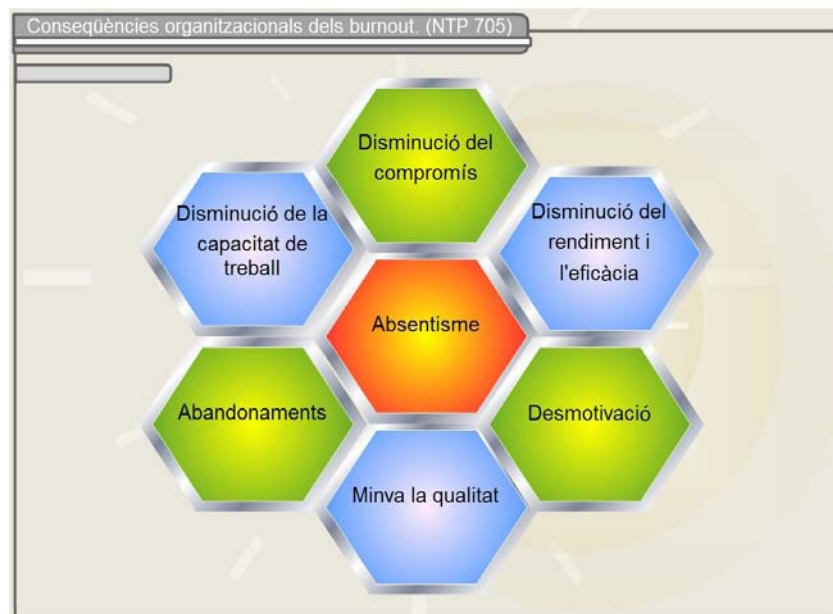 Conseqüències organitzacionals dels burnout. (NTP 705)
Disminució del
compromís
Disminució de la
capacitat de
treball
Disminució del
rendiment i
l'eficàcia
Absentisme
Abandonaments
Desmotivació
Minva la qualitat